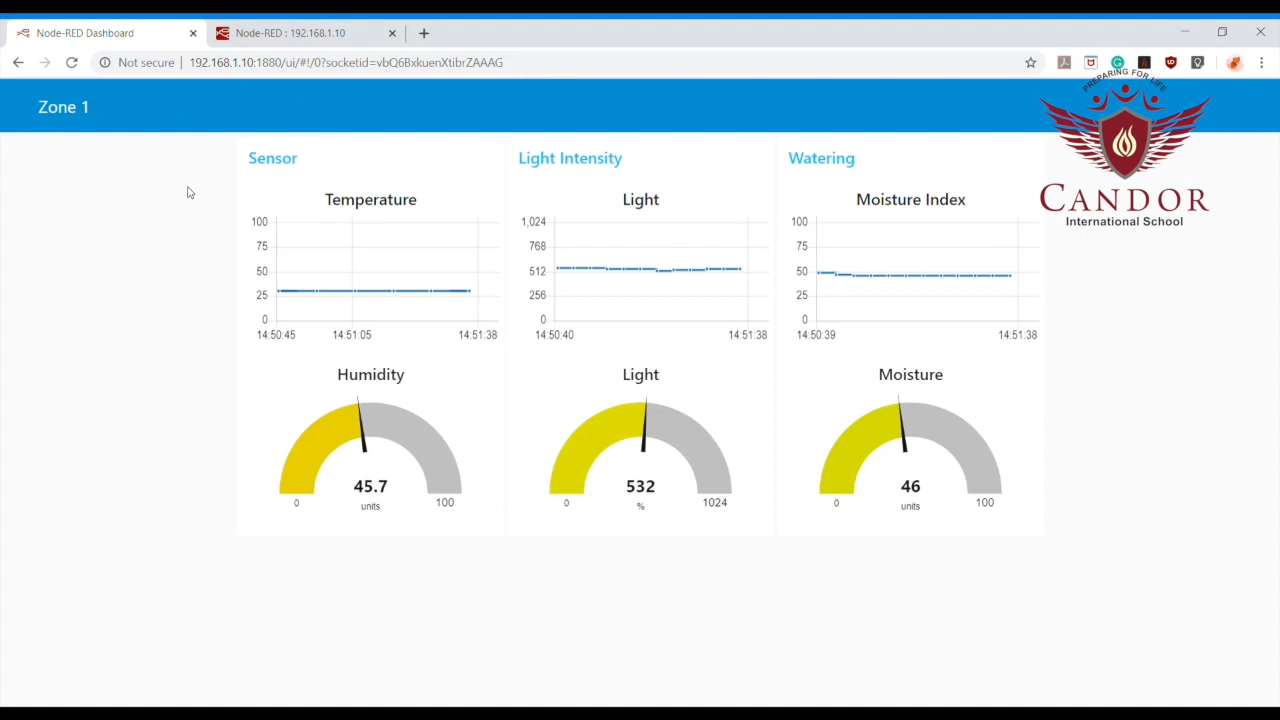 Node-RED Dashboard
Node-RED : 192.168.1.10
Not secure
192.168.1.10:1880/ui/#!/0?socketid=vbQ6BxkuenXtibrZAAAG
PREPARING FOR LIFE
CANDOR
International School
Zone 1
Sensor
Temperature
100
75
50
25
0
14:50:45
14:51:05
14:51:38
Humidity
45.7
units
0
100
Light Intensity
Light
1,024
768
512
256
0
14:50:40
14:51:38
Light
532
%
0
1024
Watering
Moisture Index
100
75
50
25
0
14:50:39
14:51:38
Moisture
46
units
0
100